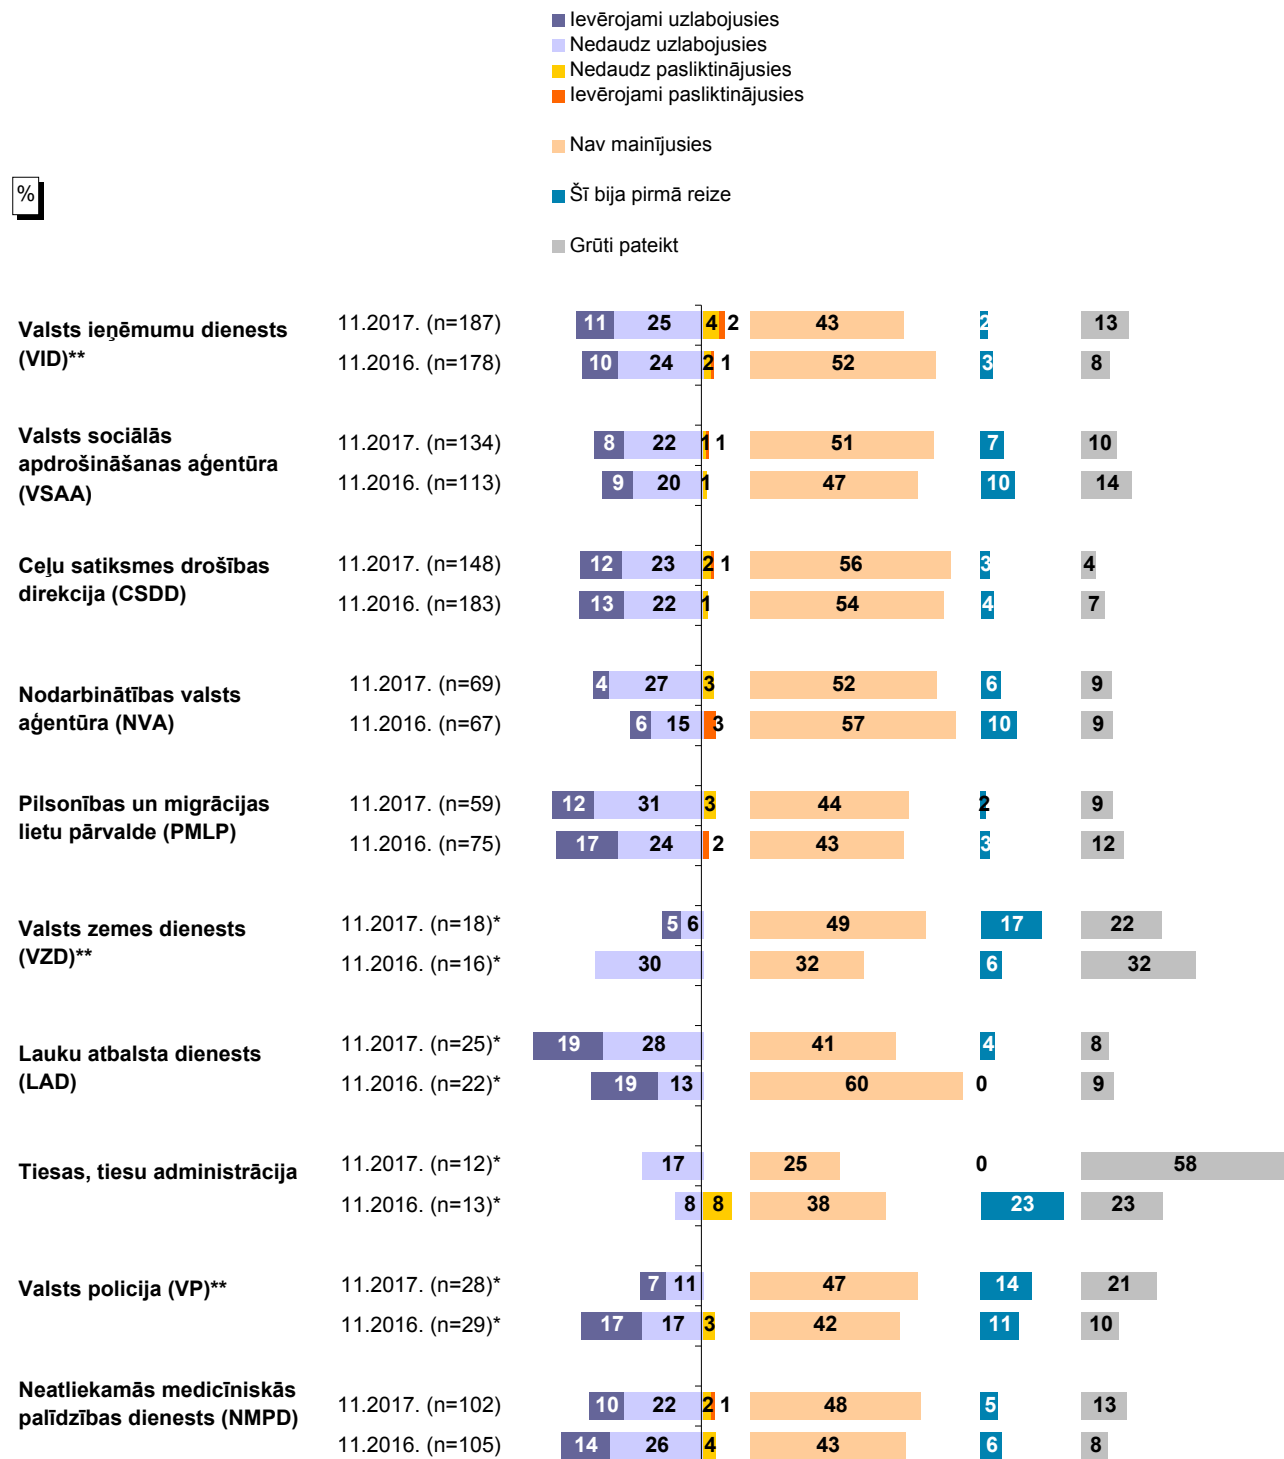 Ievērojami uzlabojusies
Nedaudz uzlabojusies
Nedaudz pasliktinājusies
Ievērojami pasliktinājusies
Nav mainījusies
%
Šī bija pirmā reize
Grūti pateikt
Valsts ieņēmumu dienests
(VID)**
11.2017. (n=187) 11 25 4 2 43 2 13
11.2016. (n=178) 10 24 2 1 52 3 8
Valsts sociālās
apdrošināšanas aģentūra
(VSAA)
11.2017. (n=134) 8 22 1 1 51 7 10
11.2016. (n=113) 9 20 1 47 10 14
Ceļu satiksmes drošības
direkcija (CSDD)
11.2017. (n=148) 12 23 2 1 56 3 4
11.2016. (n=183) 13 22 1 54 4 7
Nodarbinātības valsts
aģentūra (NVA)
11.2017. (n=69) 4 27 3 52 6 9
11.2016. (n=67) 6 15 3 57 10 9
Pilsonības un migrācijas
lietu pārvalde (PMLP)
11.2017. (n=59) 12 31 3 44 2 9
11.2016. (n=75) 17 24 2 43 3 12
Valsts zemes dienests
(VZD)**
11.2017. (n=18)* 5 6 49 17 22
11.2016. (n=16)* 30 32 6 32
Lauku atbalsta dienests
(LAD)
11.2017. (n=25)* 19 28 41 4 8
11.2016. (n=22)* 19 13 60 0 9
Tiesas, tiesu administrācija
11.2017. (n=12)* 17 25 0 58
11.2016. (n=13)* 8 8 38 23 23
Valsts policija (VP)**
11.2017. (n=28)* 7 11 47 14 21
11.2016. (n=29)* 17 17 3 42 11 10
Neatliekamās medicīniskās
palīdzības dienests (NMPD)
11.2017. (n=102) 10 22 2 1 48 5 13
11.2016. (n=105) 14 26 4 43 6 8